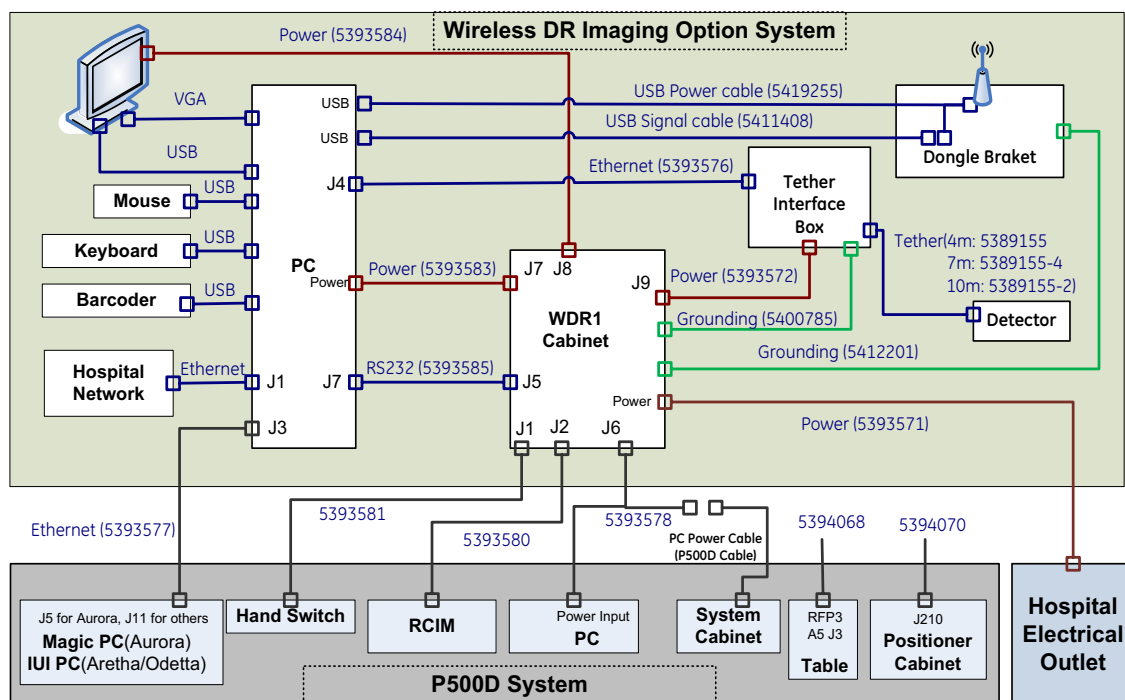 Wireless DR Imaging Option System
Power (5393584)
VGA
USB
USB
Mouse
USB
Keyboard
USB
Barcoder
Hospital
Network
Ethernet
USB
USB
J4
PC
Power
J1
J7
J3
USB Power cable (5419255)
USB Signal cable (5411408)
Dongle Braket
Ethernet (5393576)
Tether
Interface
Box
Tether(4m: 5389155
7m: 5389155-4
10m: 5389155-2)
Detector
Power (5393583)
J7
J8
J9
Power (5393572)
Grounding (5400785)
WDR1
Cabinet
Grounding (5412201)
RS232 (5393585)
J5
Power
Power (5393571)
J1
J2
J6
Ethernet (5393577)
5393581
5393580
5393578
PC Power Cable
(P500D Cable)
5394068
5394070
J5 for Aurora, J11 for others
Magic PC(Aurora)
IUI PC(Aretha/Odetta)
Hand Switch
RCIM
Power Input
PC
System
Cabinet
RFP3
A5 J3
Table
J210
Positioner
Cabinet
Hospital
Electrical
Outlet
P500D System